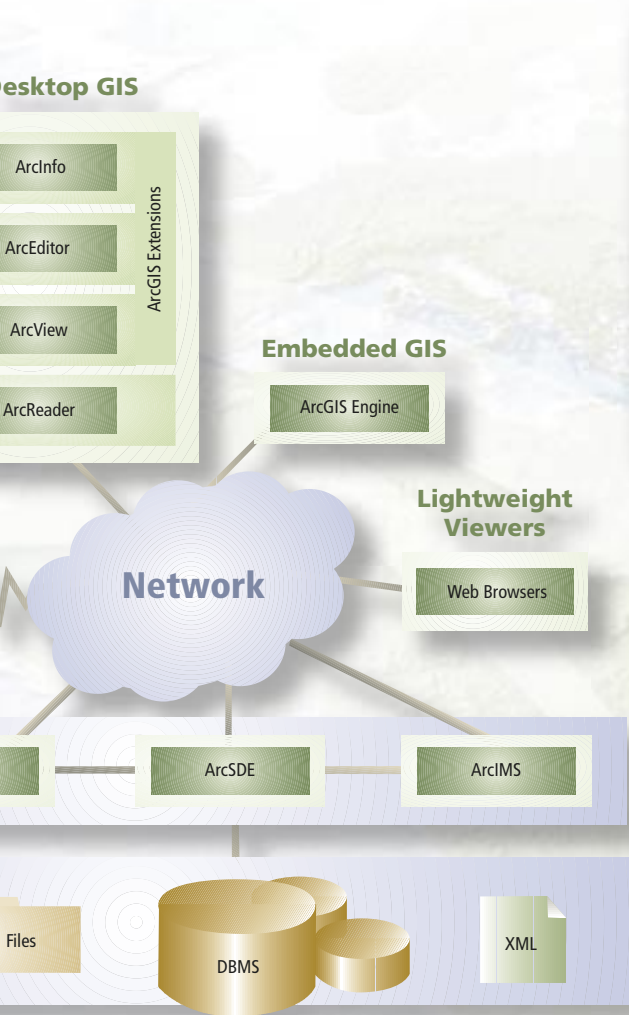 esktop GIS
ArcInfo
ArcEditor
ArcView
ArcReader
ArcGIS Extensions
Embedded GIS
ArcGIS Engine
Lightweight
Viewers
Web Browsers
Network
ArcSDE
ArcIMS
Files
DBMS
XML